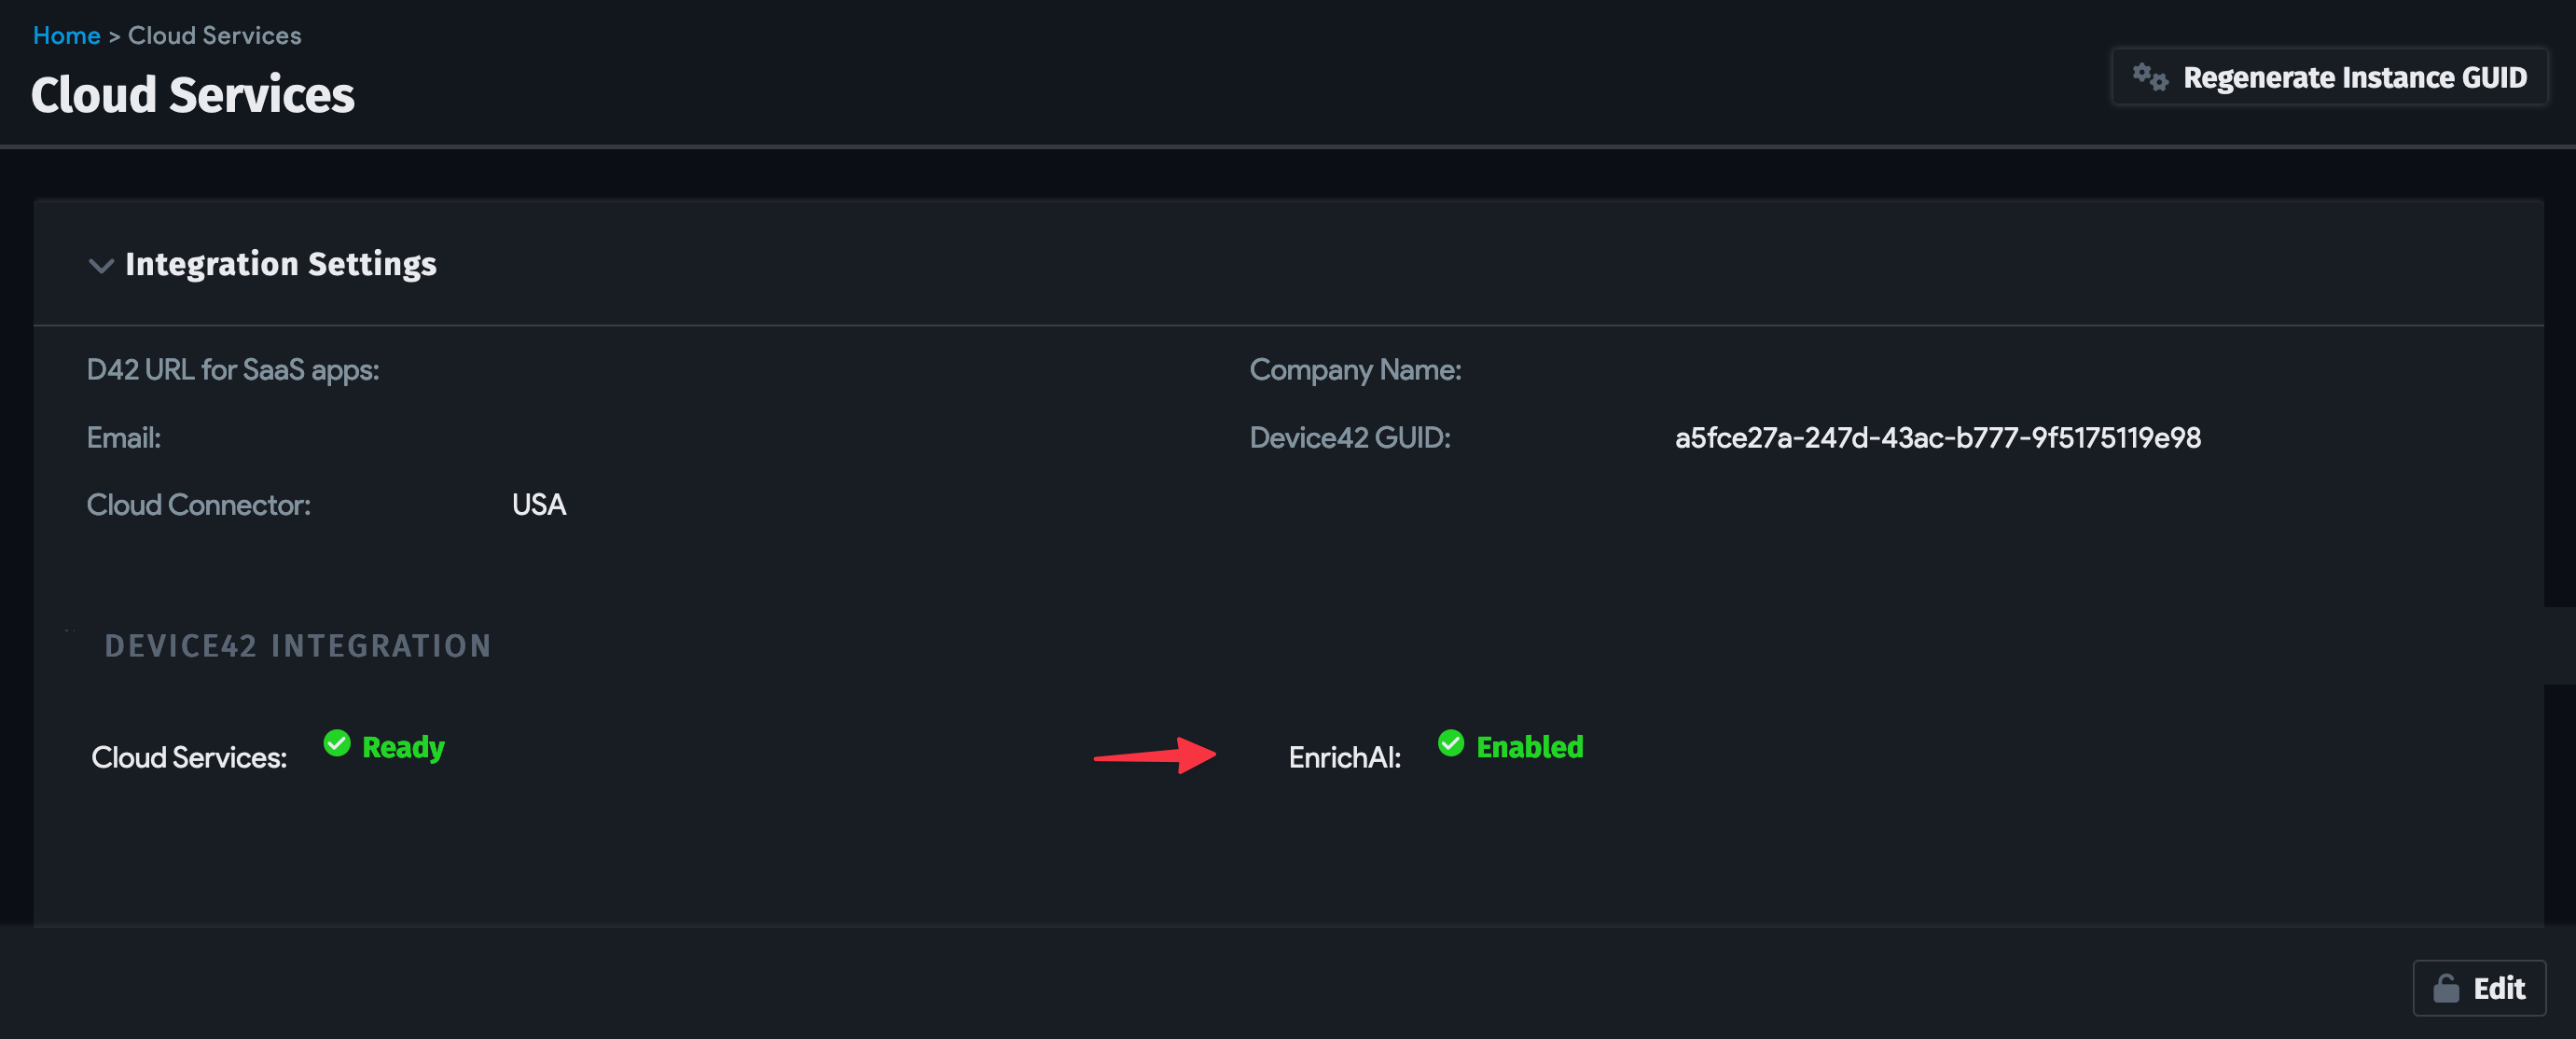 Home > Cloud Services
Cloud Services
Regenerate Instance GUID
Integration Settings
D42 URL for SaaS apps:
Company Name:
Email:
Device42 GUID: a5fce27a-247d-43ac-b777-9f5175119e98
Cloud Connector: USA
DEVICE42 INTEGRATION
Cloud Services: Ready
EnrichAI: Enabled
Edit